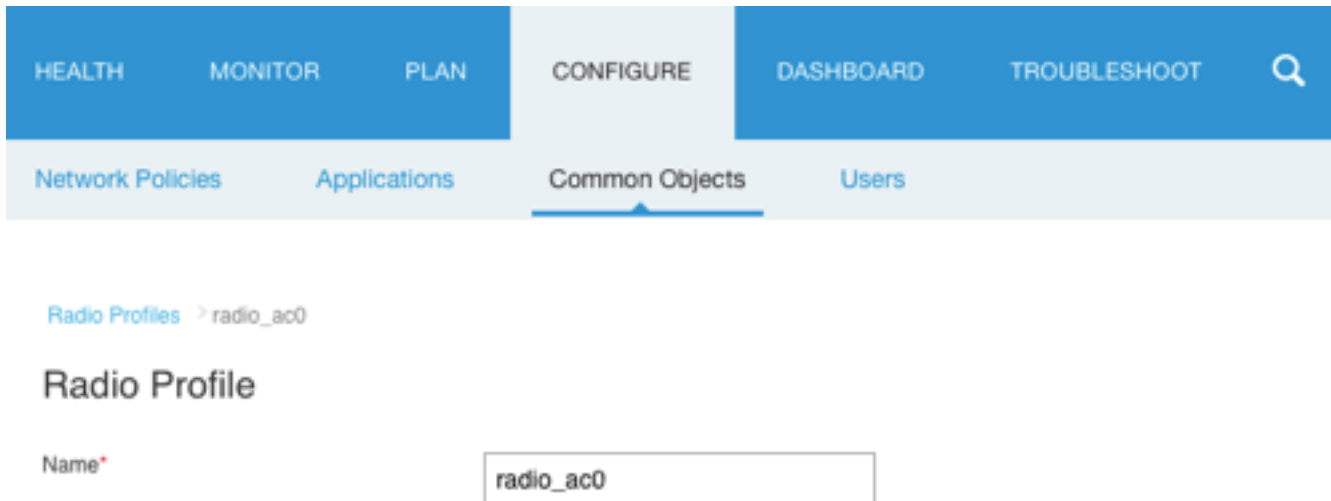 HEALTH MONITOR PLAN CONFIGURE DASHBOARD TROUBLESHOOT
Network Policies Applications Common Objects Users
Radio Profiles > radio_ac0
Radio Profile
Name* radio_ac0